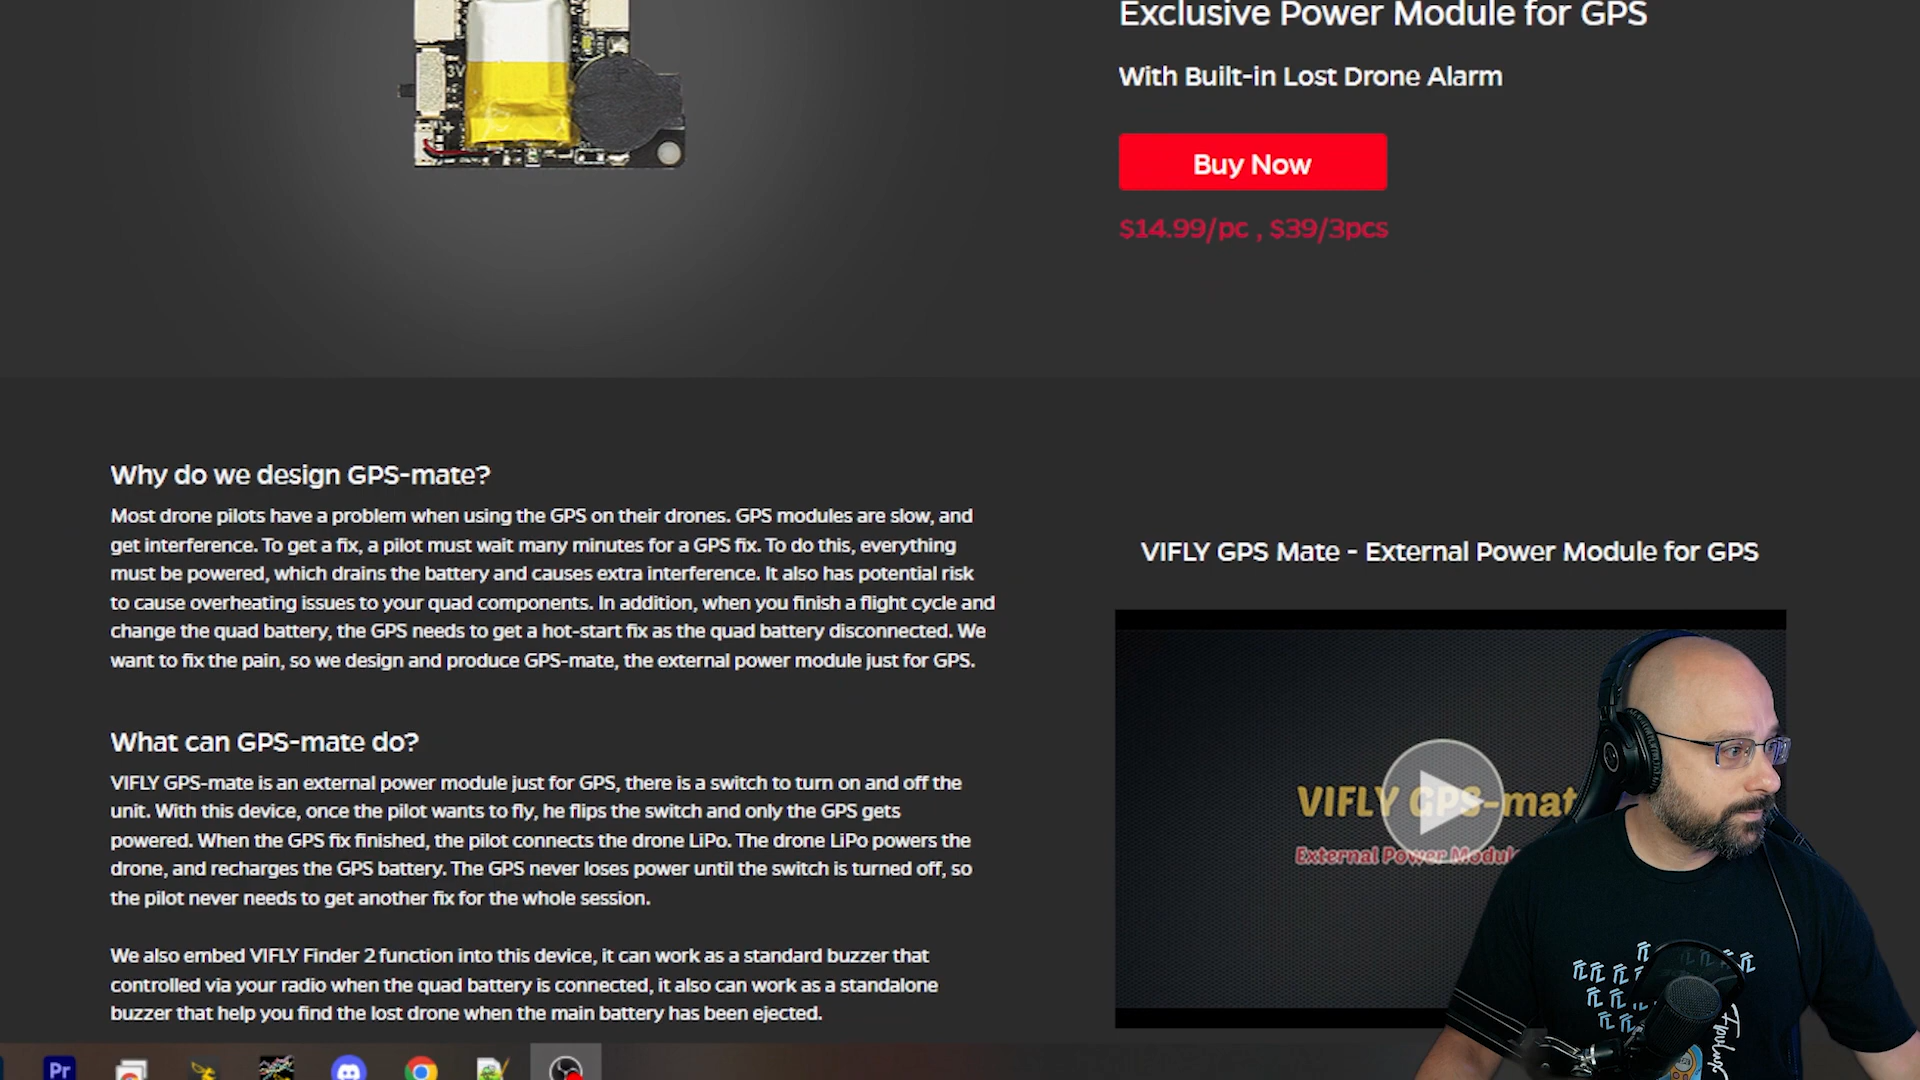 Exclusive Power Module for GPS
With Built-in Lost Drone Alarm
Buy Now
$14.99/pc , $39/3pcs
3V
Why do we design GPS-mate?
Most drone pilots have a problem when using the GPS on their drones. GPS modules are slow, and
get interference. To get a fix, a pilot must wait many minutes for a GPS fix. To do this, everything
must be powered, which drains the battery and causes extra interference. It also has potential risk
to cause overheating issues to your quad components. In addition, when you finish a flight cycle and
change the quad battery, the GPS needs to get a hot-start fix as the quad battery disconnected. We
want to fix the pain, so we design and produce GPS-mate, the external power module just for GPS.
What can GPS-mate do?
VIFLY GPS-mate is an external power module just for GPS, there is a switch to turn on and off the
unit. With this device, once the pilot wants to fly, he flips the switch and only the GPS gets
powered. When the GPS fix finished, the pilot connects the drone LiPo. The drone LiPo powers the
drone, and recharges the GPS battery. The GPS never loses power until the switch is turned off, so
the pilot never needs to get another fix for the whole session.
We also embed VIFLY Finder 2 function into this device, it can work as a standard buzzer that
controlled via your radio when the quad battery is connected, it also can work as a standalone
buzzer that help you find the lost drone when the main battery has been ejected.
VIFLY GPS Mate - External Power Module for GPS
VIFLY GPS-mat
External Power Modul
Pr